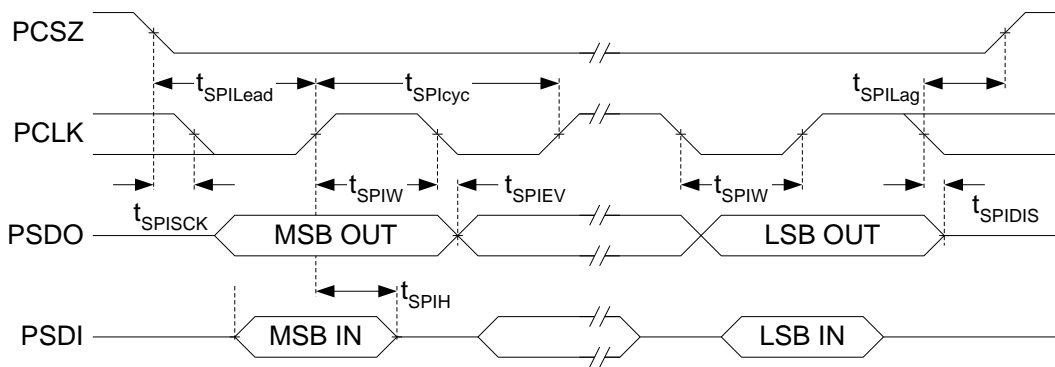 PCSZ
tSPILead
tSPIcyc
tSPILag
PCLK
tSPIW
tSPIEV
tSPIW
tSPISCK
tSPIDIS
PSDO
MSB OUT
LSB OUT
tSPIH
PSDI
MSB IN
LSB IN